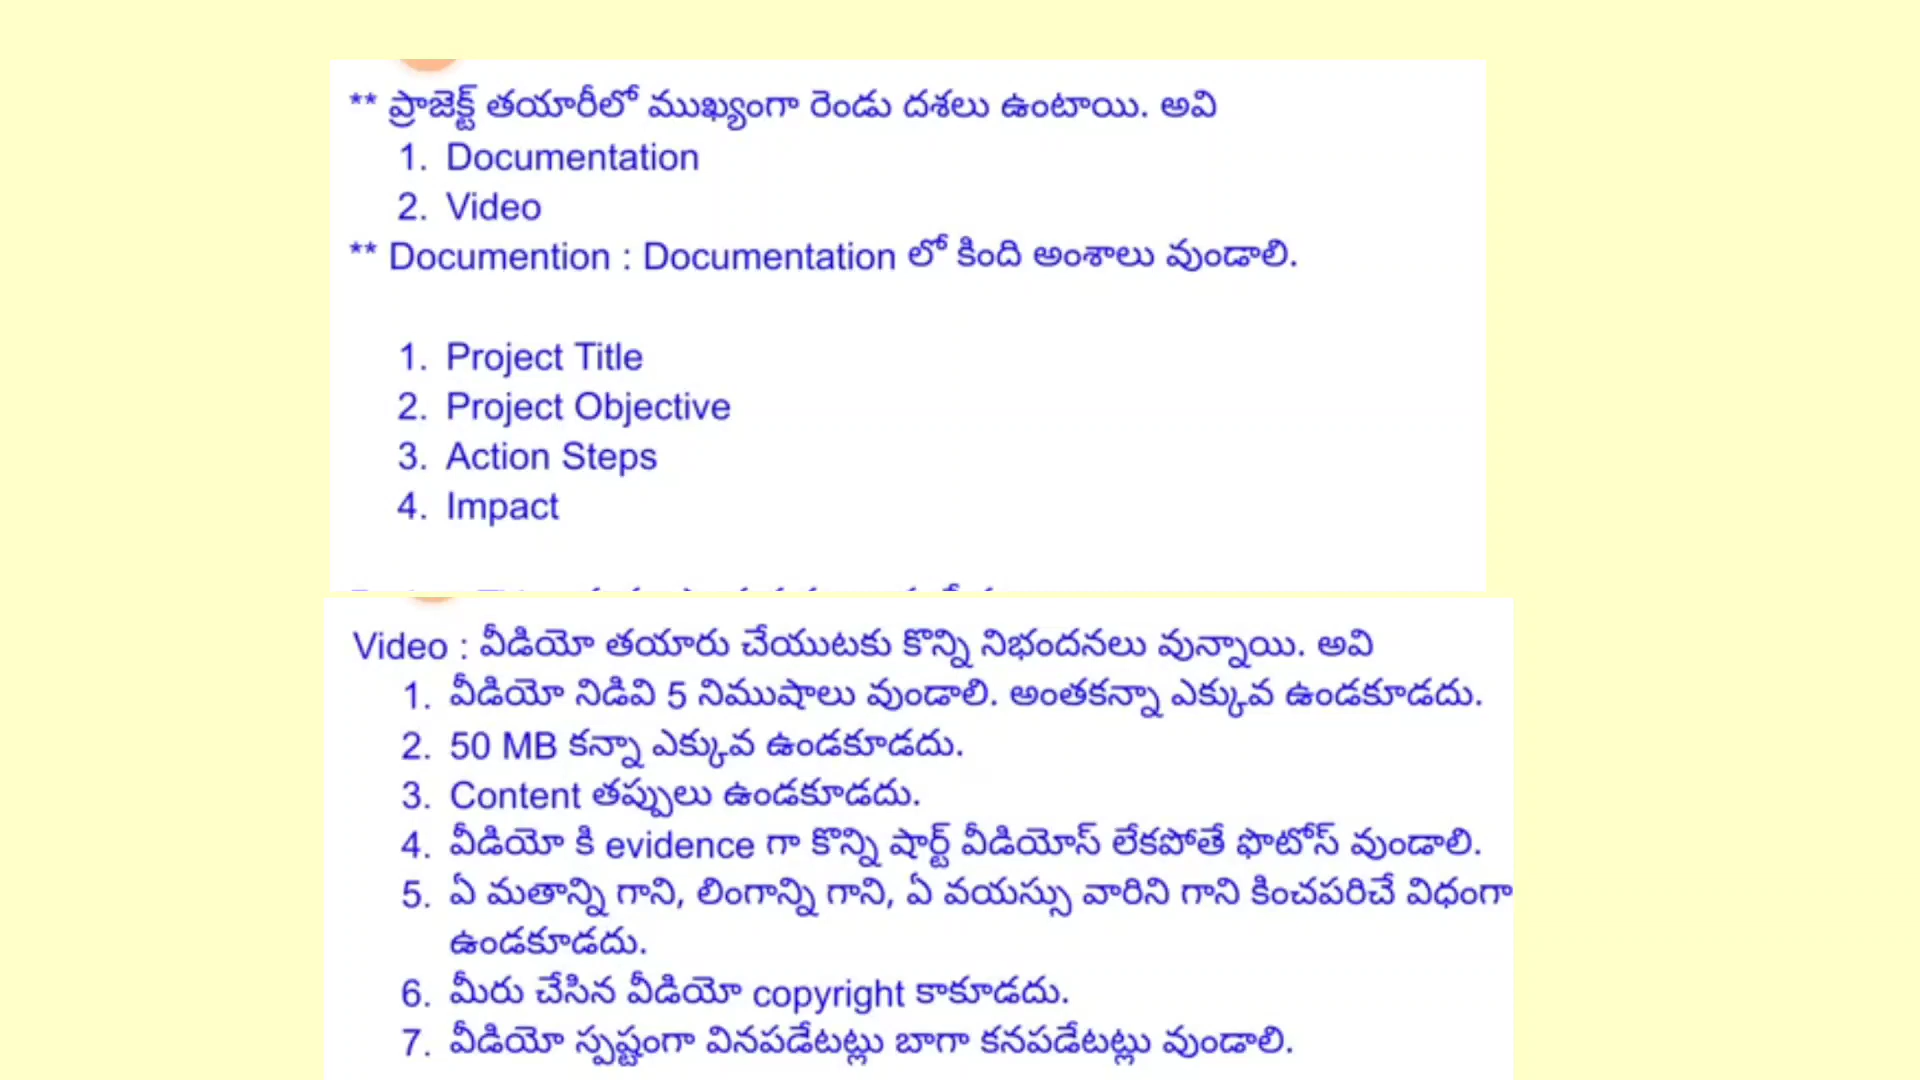 ** ప్రాజెక్ట్ తయారీలో ముఖ్యంగా రెండు దశలు ఉంటాయి. అవి
1. Documentation
2. Video
** Documention : Documentation లో కింది అంశాలు వుండాలి.
1. Project Title
2. Project Objective
3. Action Steps
4. Impact
Video : వీడియో తయారు చేయుటకు కొన్ని నిభందనలు వున్నాయి. అవి
1. వీడియో నిడివి 5 నిముషాలు వుండాలి. అంతకన్నా ఎక్కువ ఉండకూడదు.
2. 50 MB కన్నా ఎక్కువ ఉండకూడదు.
3. Content తప్పులు ఉండకూడదు.
4. వీడియో కి evidence గా కొన్ని షార్ట్ వీడియోస్ లేకపోతే ఫొటోస్ వుండాలి.
5. ఏ మతాన్ని గాని, లింగాన్ని గాని, ఏ వయస్సు వారిని గాని కించపరిచే విధంగా
ఉండకూడదు.
6. మీరు చేసిన వీడియో copyright కాకూడదు.
7. వీడియో స్పష్టంగా వినపడేటట్లు బాగా కనపడేటట్లు వుండాలి.